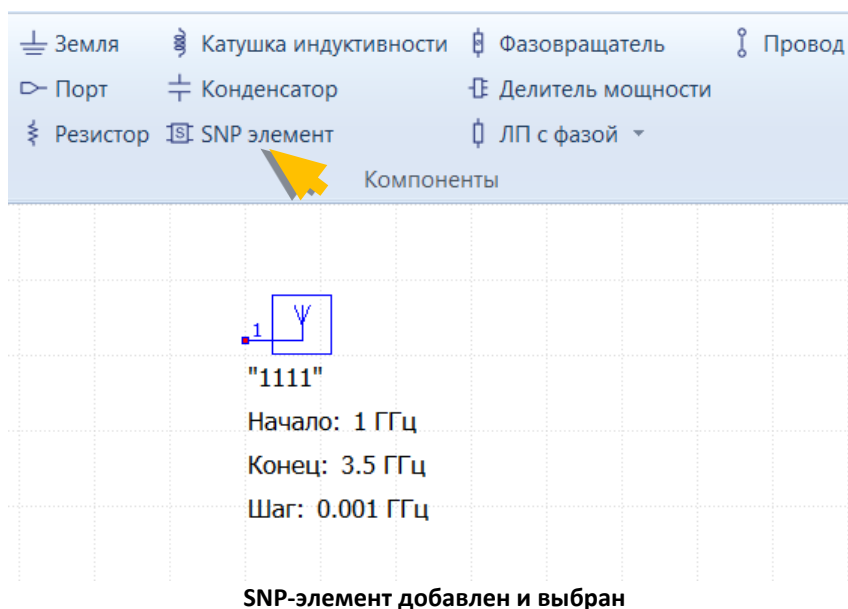 Земля Катушка индуктивности Фазовращатель Провод
Порт Конденсатор Делитель мощности
Резистор S SNP элемент ЛП с фазой
Компоненты
1
"1111"
Начало: 1 ГГц
Конец: 3.5 ГГц
Шаг: 0.001 ГГц
SNP-элемент добавлен и выбран